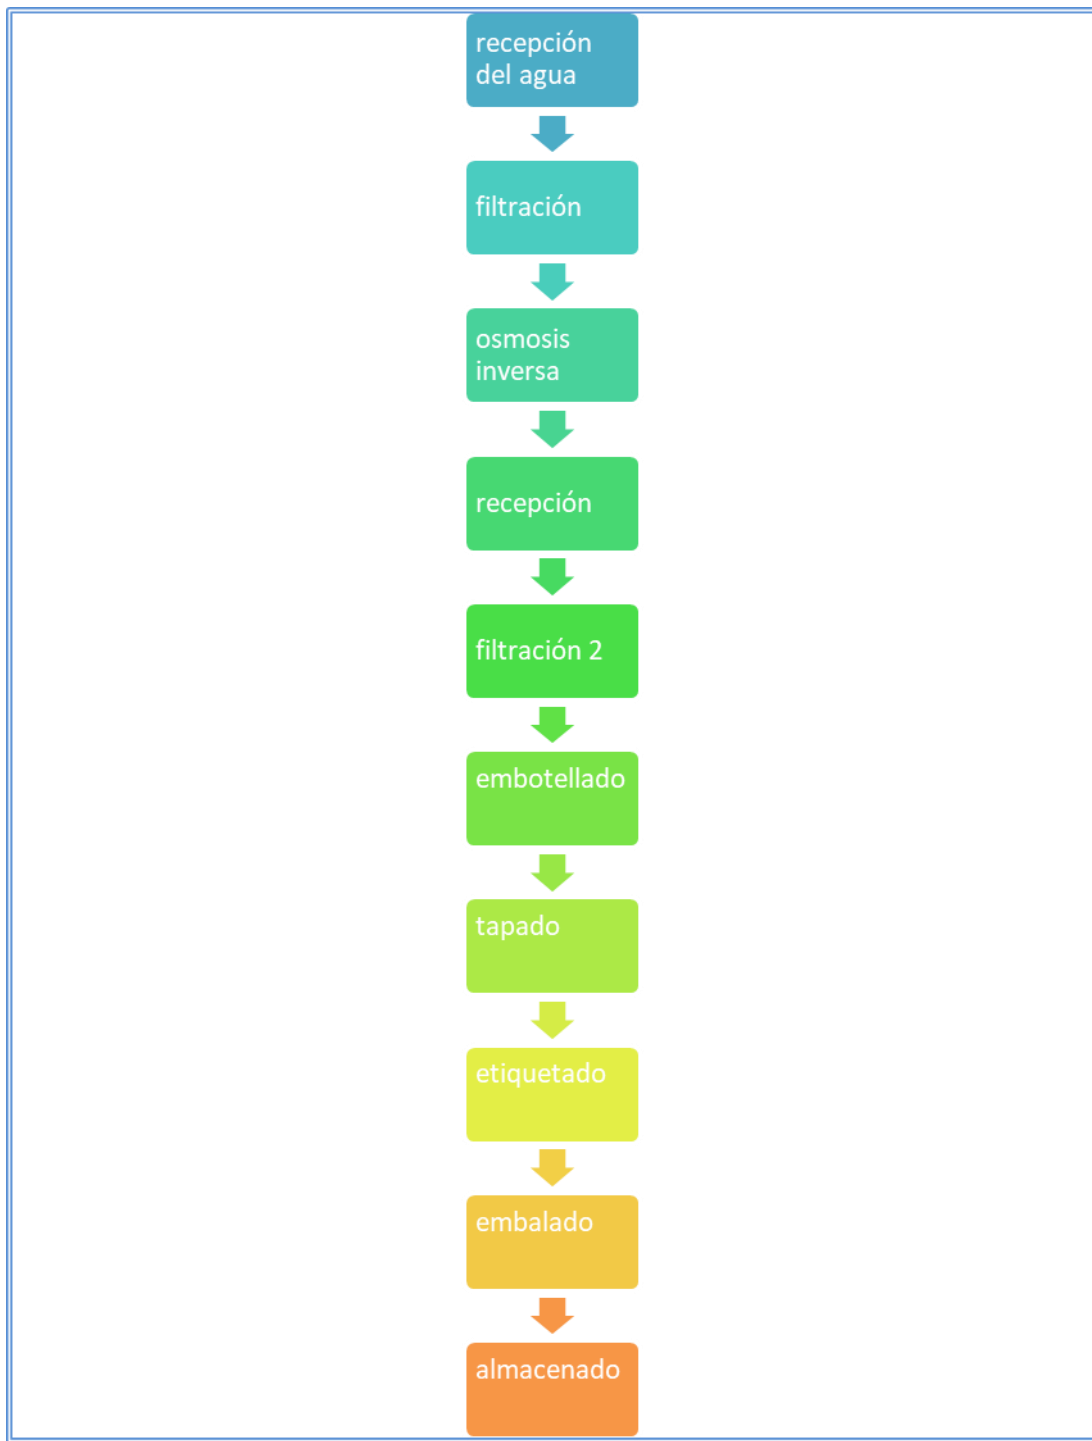 recepción
del agua
filtración
osmosis
inversa
recepción
filtración 2
embotellado
tapado
etiquetado
embalado
almacenado